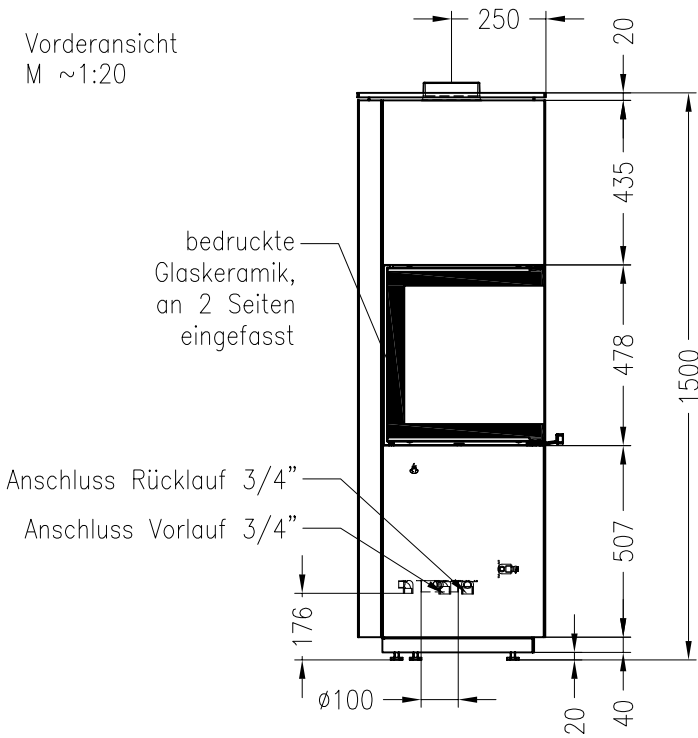 Vorderansicht
M ~1:20
250
20
435
bedruckte
Glaskeramik,
an 2 Seiten
eingefasst
478
1500
Anschluss Rücklauf 3/4"
Anschluss Vorlauf 3/4"
507
176
ø100
20
40